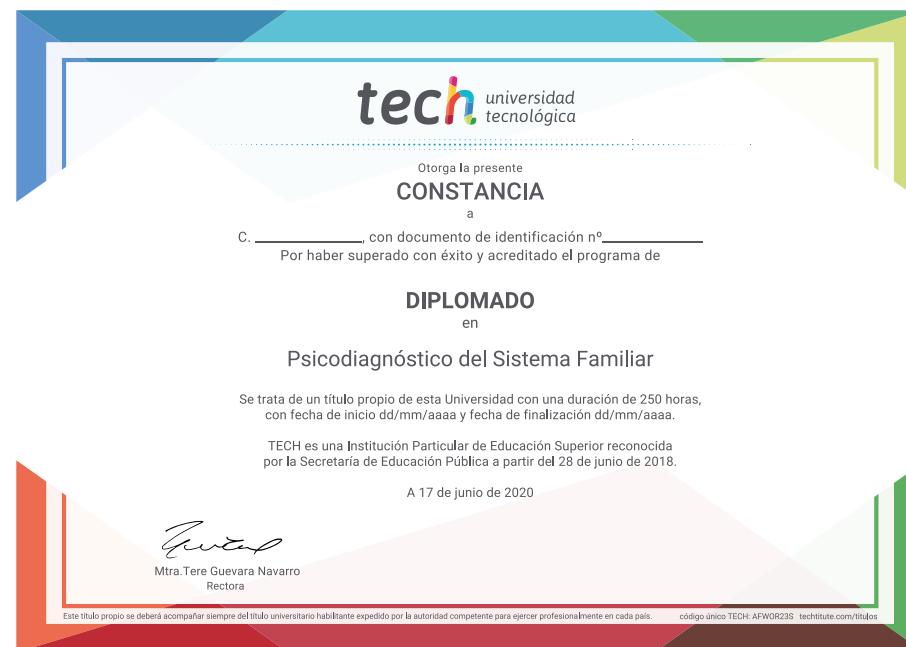 tech universidad
tecnológica
Otorga la presente
CONSTANCIA
a
C. ______________, con documento de identificación nº_____________
Por haber superado con éxito y acreditado el programa de
DIPLOMADO
en
Psicodiagnóstico del Sistema Familiar
Se trata de un título propio de esta Universidad con una duración de 250 horas,
con fecha de inicio dd/mm/aaaa y fecha de finalización dd/mm/aaaa.
TECH es una Institución Particular de Educación Superior reconocida
por la Secretaría de Educación Pública a partir del 28 de junio de 2018.
A 17 de junio de 2020
Mtra.Tere Guevara Navarro
Rectora
Este título propio se deberá acompañar siempre del título universitario habilitante expedido por la autoridad competente para ejercer profesionalmente en cada país. código único TECH: AFWOR23S techtitute.com/titulos